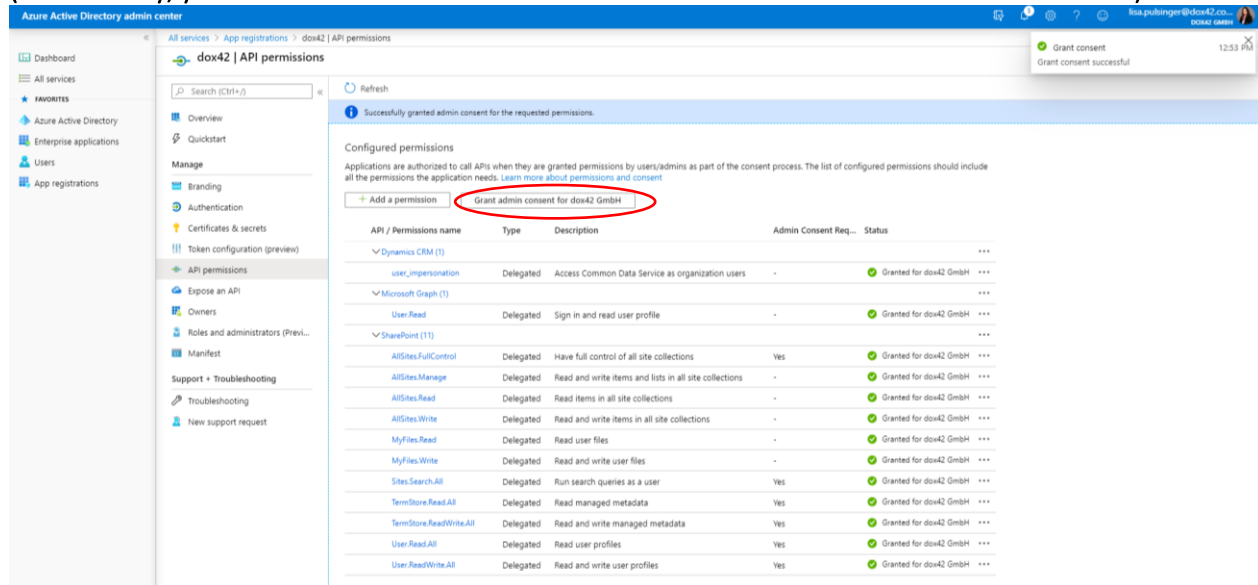 Azure Active Directory admin center
lisa.pulsinger@dox42.co...
DOX42 GMBH
All services > App registrations > dox42 | API permissions
dox42 | API permissions
Grant consent 12:53 PM
Grant consent successful
Dashboard
All services
FAVORITES
Azure Active Directory
Enterprise applications
Users
App registrations
Search (Ctrl+/)
Overview
Quickstart
Manage
Branding
Authentication
Certificates & secrets
Token configuration (preview)
API permissions
Expose an API
Owners
Roles and administrators (Previ...
Manifest
Support + Troubleshooting
Troubleshooting
New support request
Refresh
Successfully granted admin consent for the requested permissions.
Configured permissions
Applications are authorized to call APIs when they are granted permissions by users/admins as part of the consent process. The list of configured permissions should include
all the permissions the application needs. Learn more about permissions and consent
+ Add a permission Grant admin consent for dox42 GmbH
API / Permissions name Type Description Admin Consent Req... Status
Dynamics CRM (1) ...
user_impersonation Delegated Access Common Data Service as organization users - Granted for dox42 GmbH ...
Microsoft Graph (1) ...
User.Read Delegated Sign in and read user profile - Granted for dox42 GmbH ...
SharePoint (11) ...
AllSites.FullControl Delegated Have full control of all site collections Yes Granted for dox42 GmbH ...
AllSites.Manage Delegated Read and write items and lists in all site collections - Granted for dox42 GmbH ...
AllSites.Read Delegated Read items in all site collections - Granted for dox42 GmbH ...
AllSites.Write Delegated Read and write items in all site collections - Granted for dox42 GmbH ...
MyFiles.Read Delegated Read user files - Granted for dox42 GmbH ...
MyFiles.Write Delegated Read and write user files - Granted for dox42 GmbH ...
Sites.Search.All Delegated Run search queries as a user Yes Granted for dox42 GmbH ...
TermStore.Read.All Delegated Read managed metadata Yes Granted for dox42 GmbH ...
TermStore.ReadWrite.All Delegated Read and write managed metadata Yes Granted for dox42 GmbH ...
User.Read.All Delegated Read user profiles Yes Granted for dox42 GmbH ...
User.ReadWrite.All Delegated Read and write user profiles Yes Granted for dox42 GmbH ...